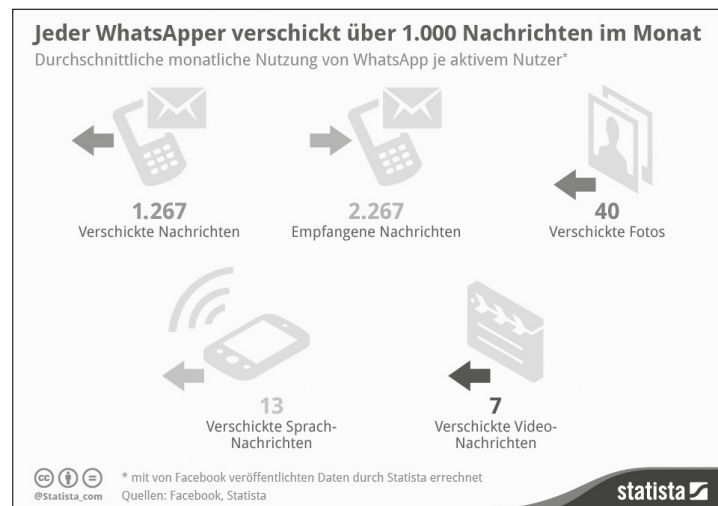 Jeder WhatsApper verschickt über 1.000 Nachrichten im Monat
Durchschnittliche monatliche Nutzung von WhatsApp je aktivem Nutzer*
1.267
Verschickte Nachrichten
2.267
Empfangene Nachrichten
40
Verschickte Fotos
13
Verschickte Sprach-
Nachrichten
7
Verschickte Video-
Nachrichten
cc
@Statista_com
* mit von Facebook veröffentlichten Daten durch Statista errechnet
Quellen: Facebook, Statista
statista